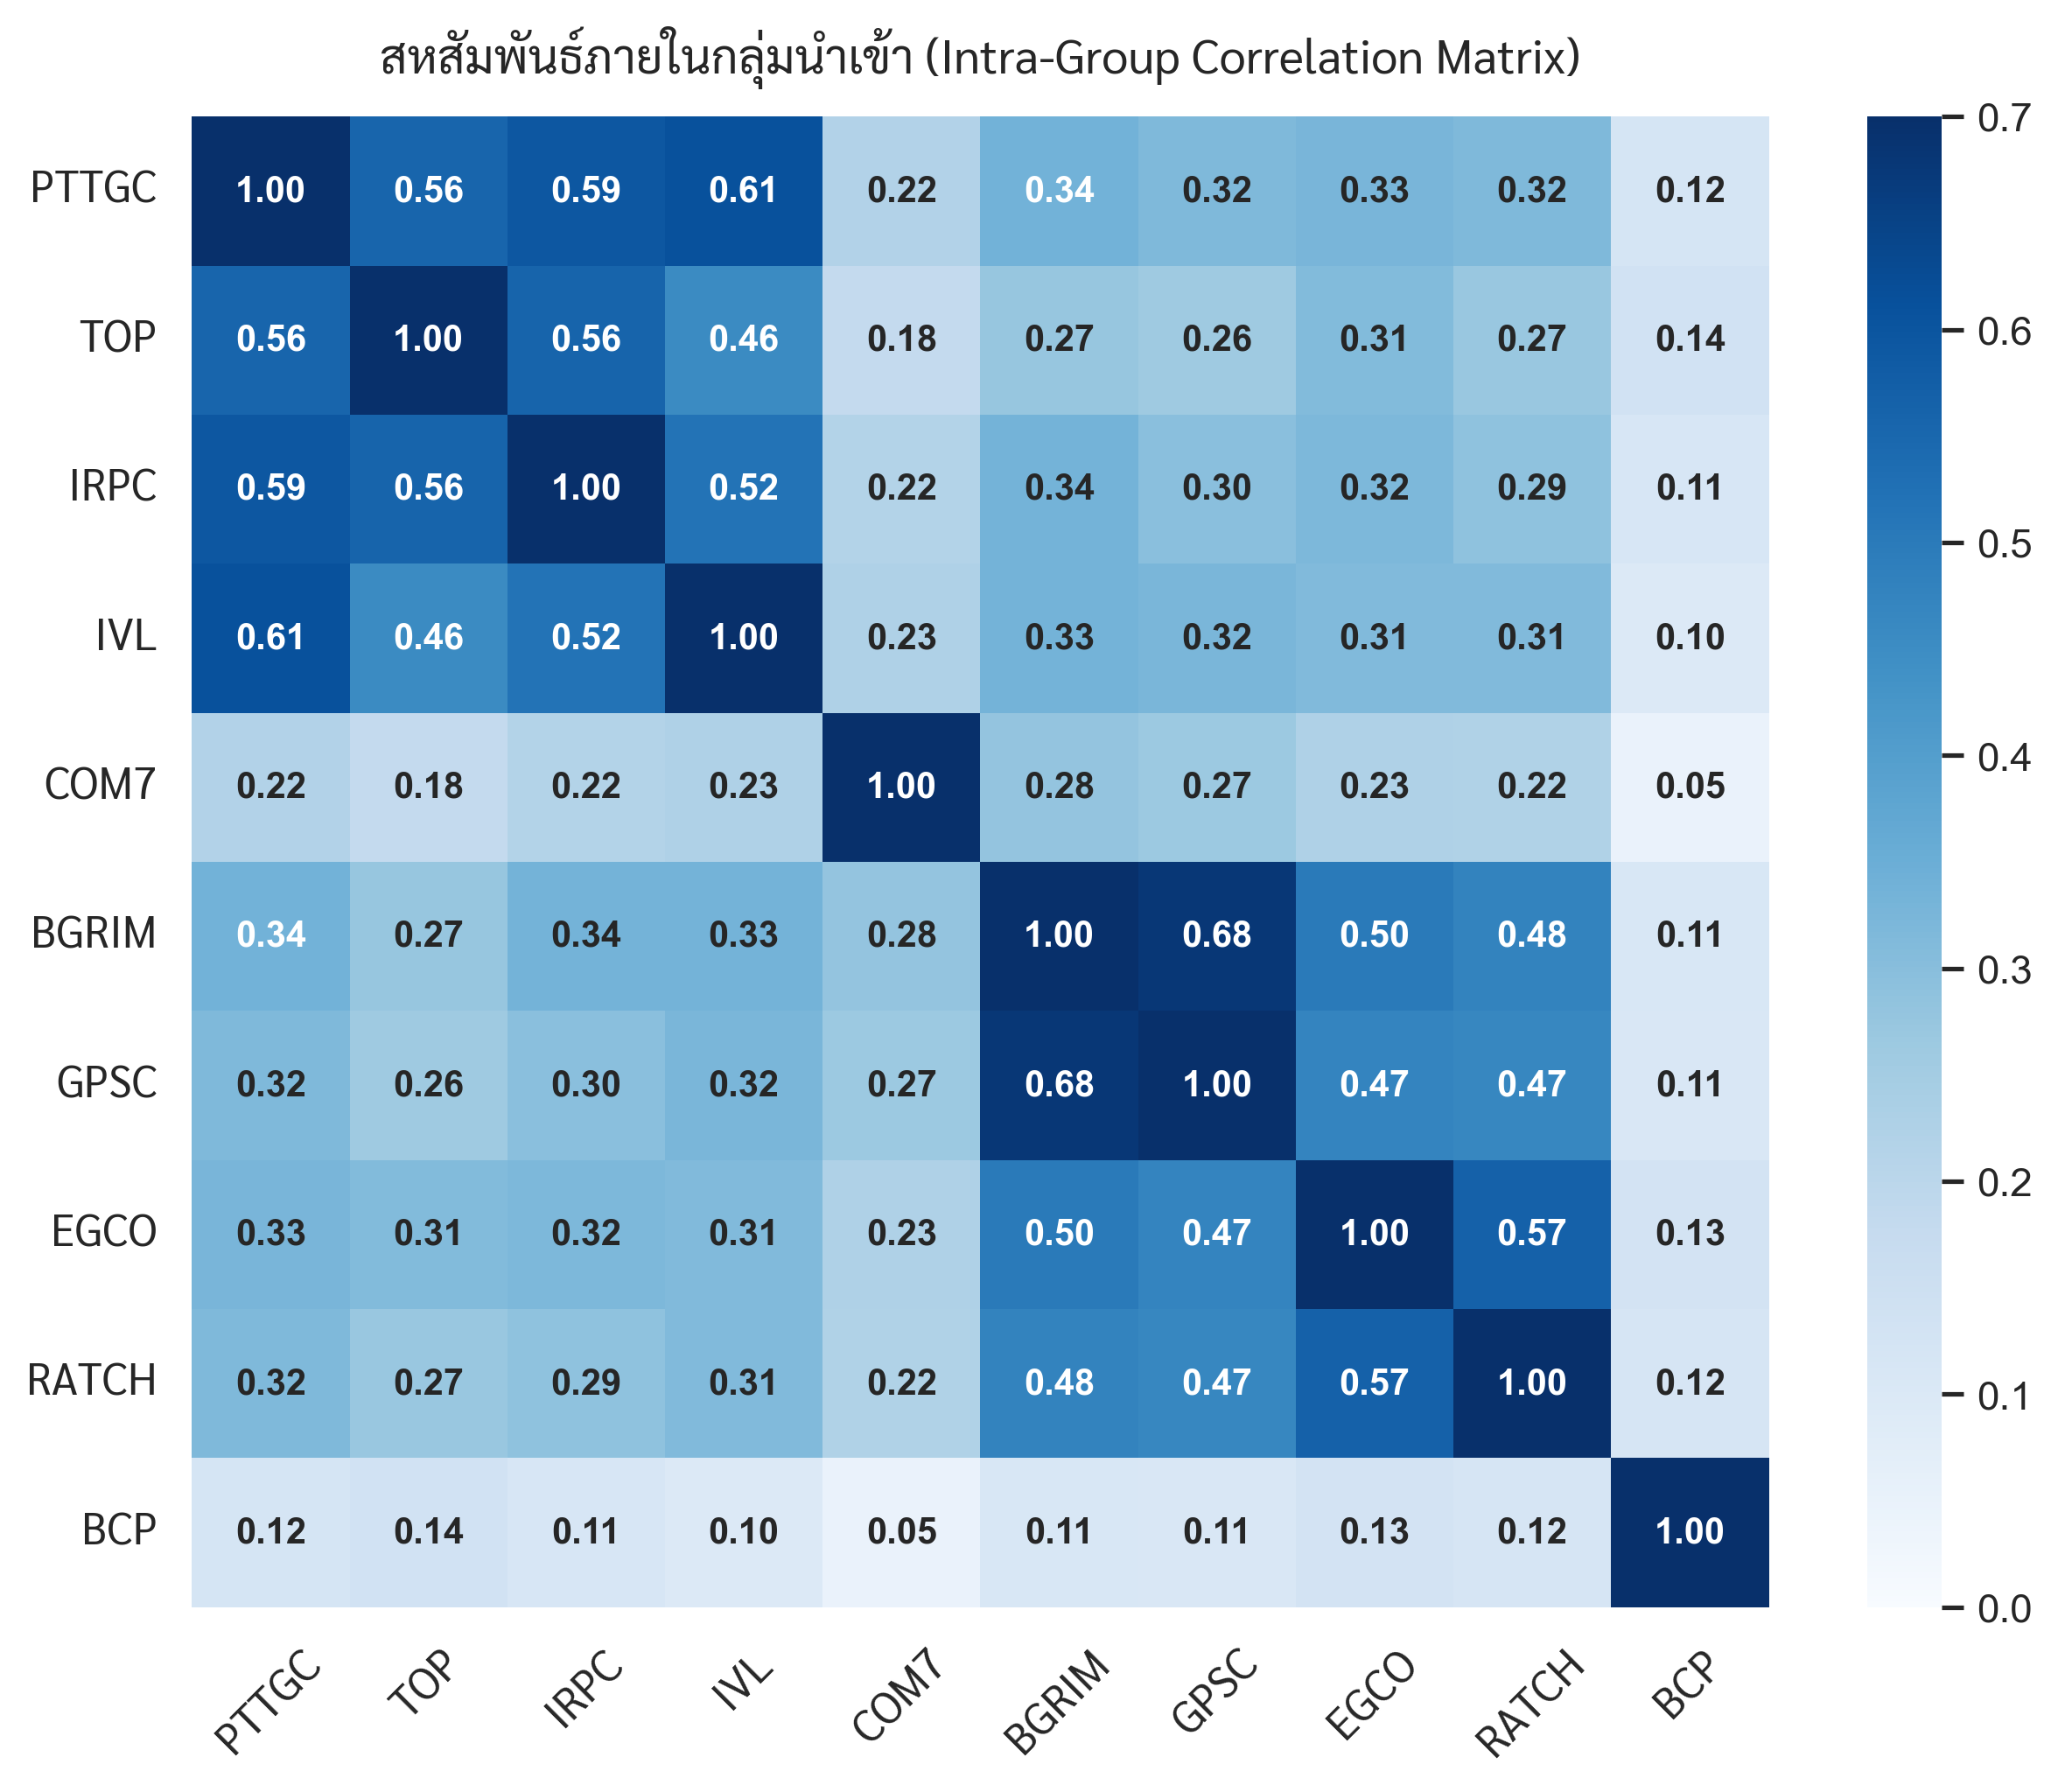 สหสัมพันธ์ภายในกลุ่มนำเข้า (Intra-Group Correlation Matrix)
PTTGC 1.00 0.56 0.59 0.61 0.22 0.34 0.32 0.33 0.32 0.12
TOP 0.56 1.00 0.56 0.46 0.18 0.27 0.26 0.31 0.27 0.14
IRPC 0.59 0.56 1.00 0.52 0.22 0.34 0.30 0.32 0.29 0.11
IVL 0.61 0.46 0.52 1.00 0.23 0.33 0.32 0.31 0.31 0.10
COM7 0.22 0.18 0.22 0.23 1.00 0.28 0.27 0.23 0.22 0.05
BGRIM 0.34 0.27 0.34 0.33 0.28 1.00 0.68 0.50 0.48 0.11
GPSC 0.32 0.26 0.30 0.32 0.27 0.68 1.00 0.47 0.47 0.11
EGCO 0.33 0.31 0.32 0.31 0.23 0.50 0.47 1.00 0.57 0.13
RATCH 0.32 0.27 0.29 0.31 0.22 0.48 0.47 0.57 1.00 0.12
BCP 0.12 0.14 0.11 0.10 0.05 0.11 0.11 0.13 0.12 1.00
PTTGC TOP IRPC IVL COM7 BGRIM GPSC EGCO RATCH BCP
0.7
0.6
0.5
0.4
0.3
0.2
0.1
0.0